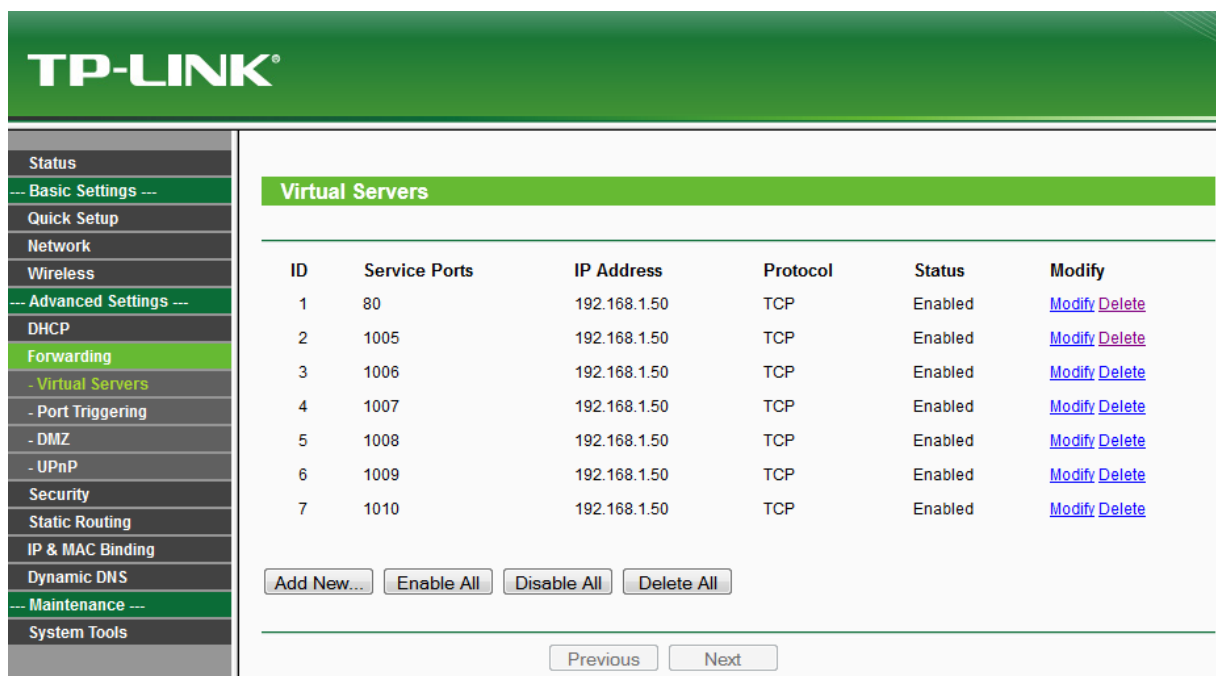 TP-LINK®
Status
--- Basic Settings ---
Quick Setup
Network
Wireless
--- Advanced Settings ---
DHCP
Forwarding
- Virtual Servers
- Port Triggering
- DMZ
- UPnP
Security
Static Routing
IP & MAC Binding
Dynamic DNS
--- Maintenance ---
System Tools
Virtual Servers
ID Service Ports IP Address Protocol Status Modify
1 80 192.168.1.50 TCP Enabled Modify Delete
2 1005 192.168.1.50 TCP Enabled Modify Delete
3 1006 192.168.1.50 TCP Enabled Modify Delete
4 1007 192.168.1.50 TCP Enabled Modify Delete
5 1008 192.168.1.50 TCP Enabled Modify Delete
6 1009 192.168.1.50 TCP Enabled Modify Delete
7 1010 192.168.1.50 TCP Enabled Modify Delete
Add New... Enable All Disable All Delete All
Previous Next